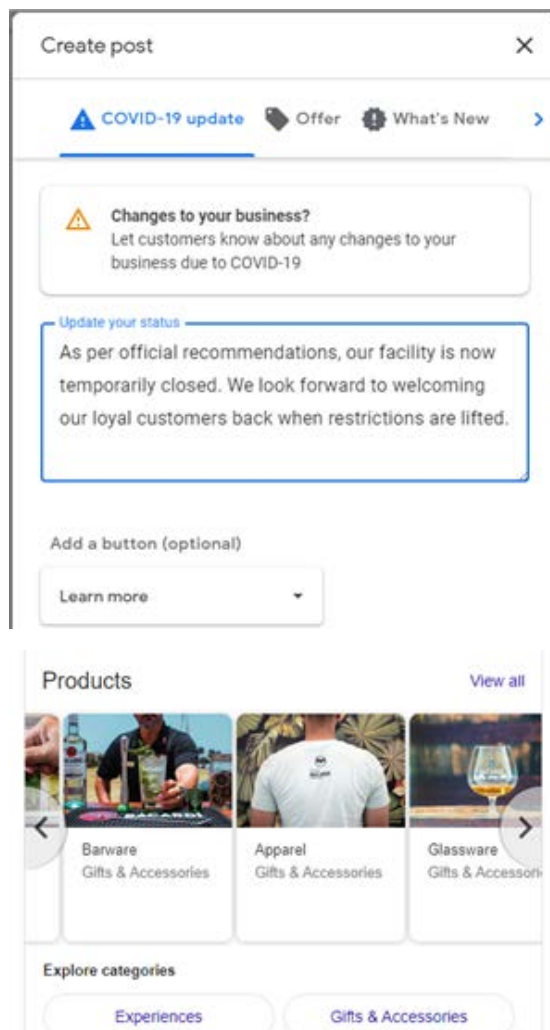 Create post
COVID-19 update Offer What's New
Changes to your business?
Let customers know about any changes to your
business due to COVID-19
Update your status
As per official recommendations, our facility is now
temporarily closed. We look forward to welcoming
our loyal customers back when restrictions are lifted.
Add a button (optional)
Learn more
Products View all
BACARDI
Barware Apparel Glassware
Gifts & Accessories Gifts & Accessories Gifts & Accesson
Explore categories
Experiences Gifts & Accessories